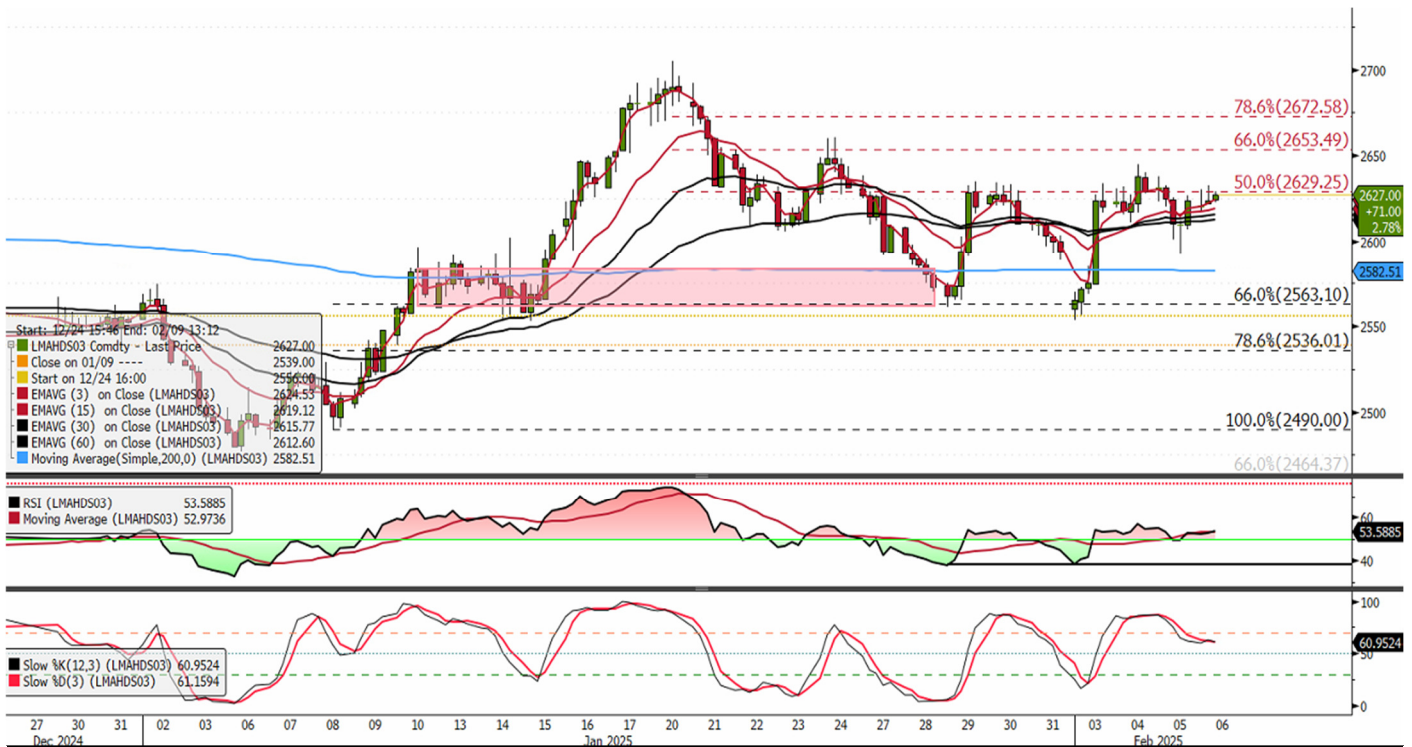 2700
78.6%(2672.58)
66.0%(2653.49)
2650
50.0%(2629.25)
2627.00
+71.00
2.78%
2600
2582.51
66.0%(2563.10)
2550
78.6%(2536.01)
2500
100.0%(2490.00)
66.0%(2464.37)
Start: 12/24 15:46 End: 02/09 13:12
LMAHDS03 Comdty - Last Price 2627.00
Close on 01/09 ---- 2539.00
Start on 12/24 16:00 2556.00
EMAVG (3) on Close (LMAHDS03) 2624.53
EMAVG (15) on Close (LMAHDS03) 2619.12
EMAVG (30) on Close (LMAHDS03) 2615.77
EMAVG (60) on Close (LMAHDS03) 2612.60
Moving Average(Simple,200,0) (LMAHDS03) 2582.51
RSI (LMAHDS03) 53.5885
Moving Average (LMAHDS03) 52.9736
60
53.5885
40
100
Slow %K(12,3) (LMAHDS03) 60.9524
Slow %D(3) (LMAHDS03) 61.1594
60.9524
50
0
27 30 31 02 03 06 07 08 09 10 13 14 15 16 17 20 21 22 23 24 27 28 29 30 31 03 04 05 06
Dec 2024 Jan 2025 Feb 2025